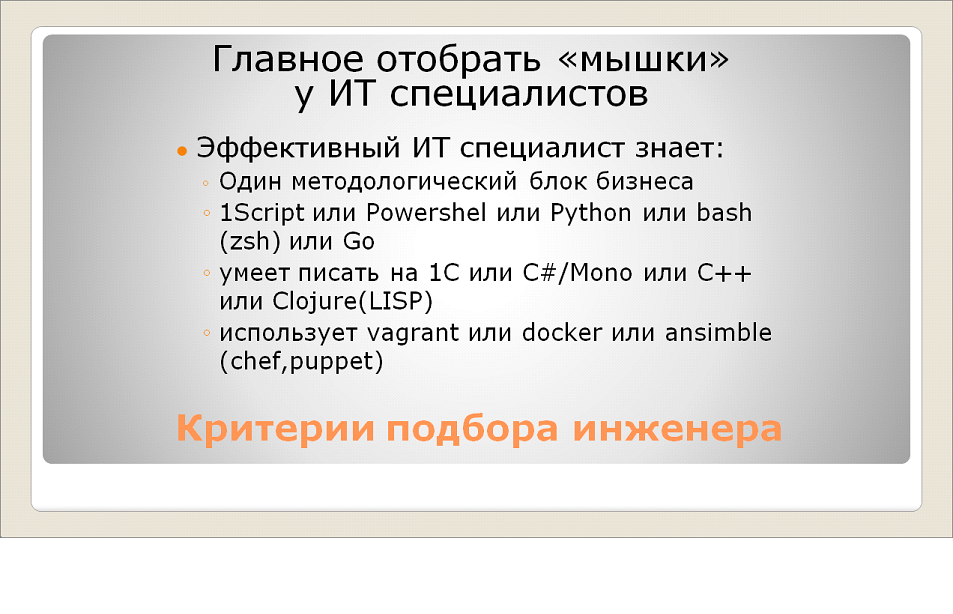 Главное отобрать «мышки»
у ИТ специалистов
Эффективный ИТ специалист знает:
Один методологический блок бизнеса
1Script или Powershel или Python или bash
(zsh) или Go
умеет писать на 1С или C#/Mono или C++
или Clojure(LISP)
использует vagrant или docker или ansimble
(chef,puppet)
Критерии подбора инженера